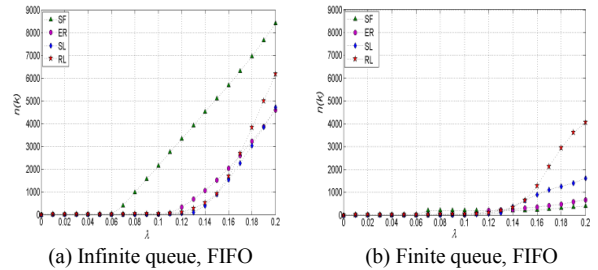 9000
8000
7000
6000
5000
4000
3000
2000
1000
0
n(k)
SF
ER
SL
RL
0 0.02 0.04 0.06 0.08 0.1 0.12 0.14 0.16 0.18 0.2
λ
(a) Infinite queue, FIFO
9000
8000
7000
6000
5000
4000
3000
2000
1000
0
n(k)
SF
ER
SL
RL
0 0.02 0.04 0.06 0.08 0.1 0.12 0.14 0.16 0.18 0.2
λ
(b) Finite queue, FIFO